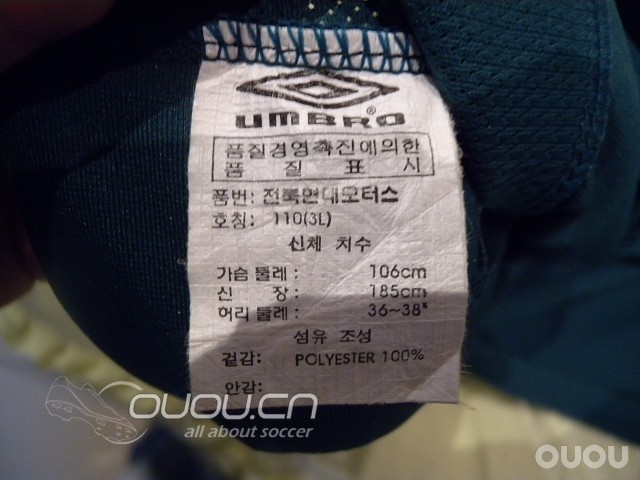 UMBRO®
품질경영촉진에의한
품 질 표 시
품번: 전북현대모터스
호칭: 110(3L)
신체 치수
가슴둘레: 106cm
신 장: 185cm
허리둘레: 36~38"
섬유 조성
겉감: POLYESTER 100%
안감:
OUOU.CN
all about soccer
OUOU